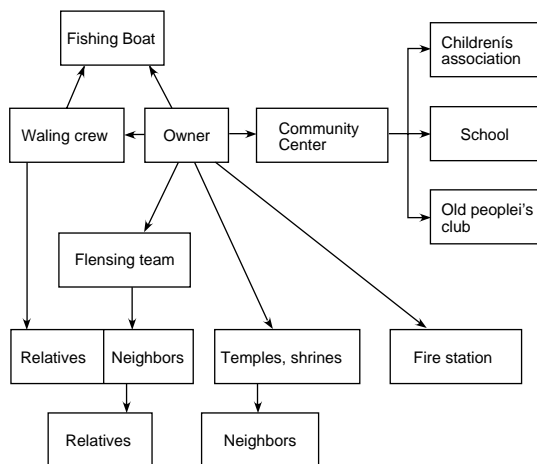 Fishing Boat
Childrenís
association
Waling crew
Owner
Community
Center
School
Old peoplei's
club
Flensing team
Relatives
Neighbors
Temples, shrines
Fire station
Relatives
Neighbors